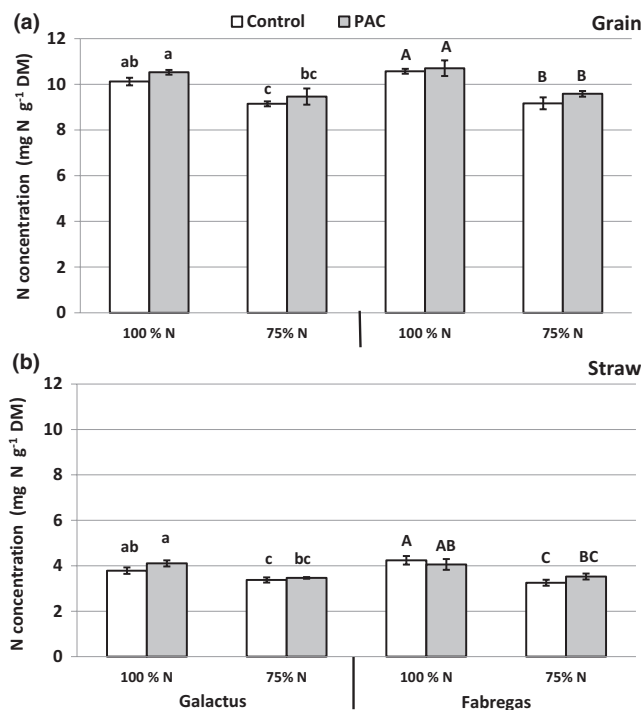 (a) Control PAC Grain
N concentration (mg N g-1 DM)
12
10
8
6
4
2
0
ab a c bc A A B B
100 % N 75% N 100 % N 75% N
(b) Straw
N concentration (mg N g-1 DM)
12
10
8
6
4
2
0
ab a c bc A AB C BC
100 % N 75% N 100 % N 75% N
Galactus Fabregas